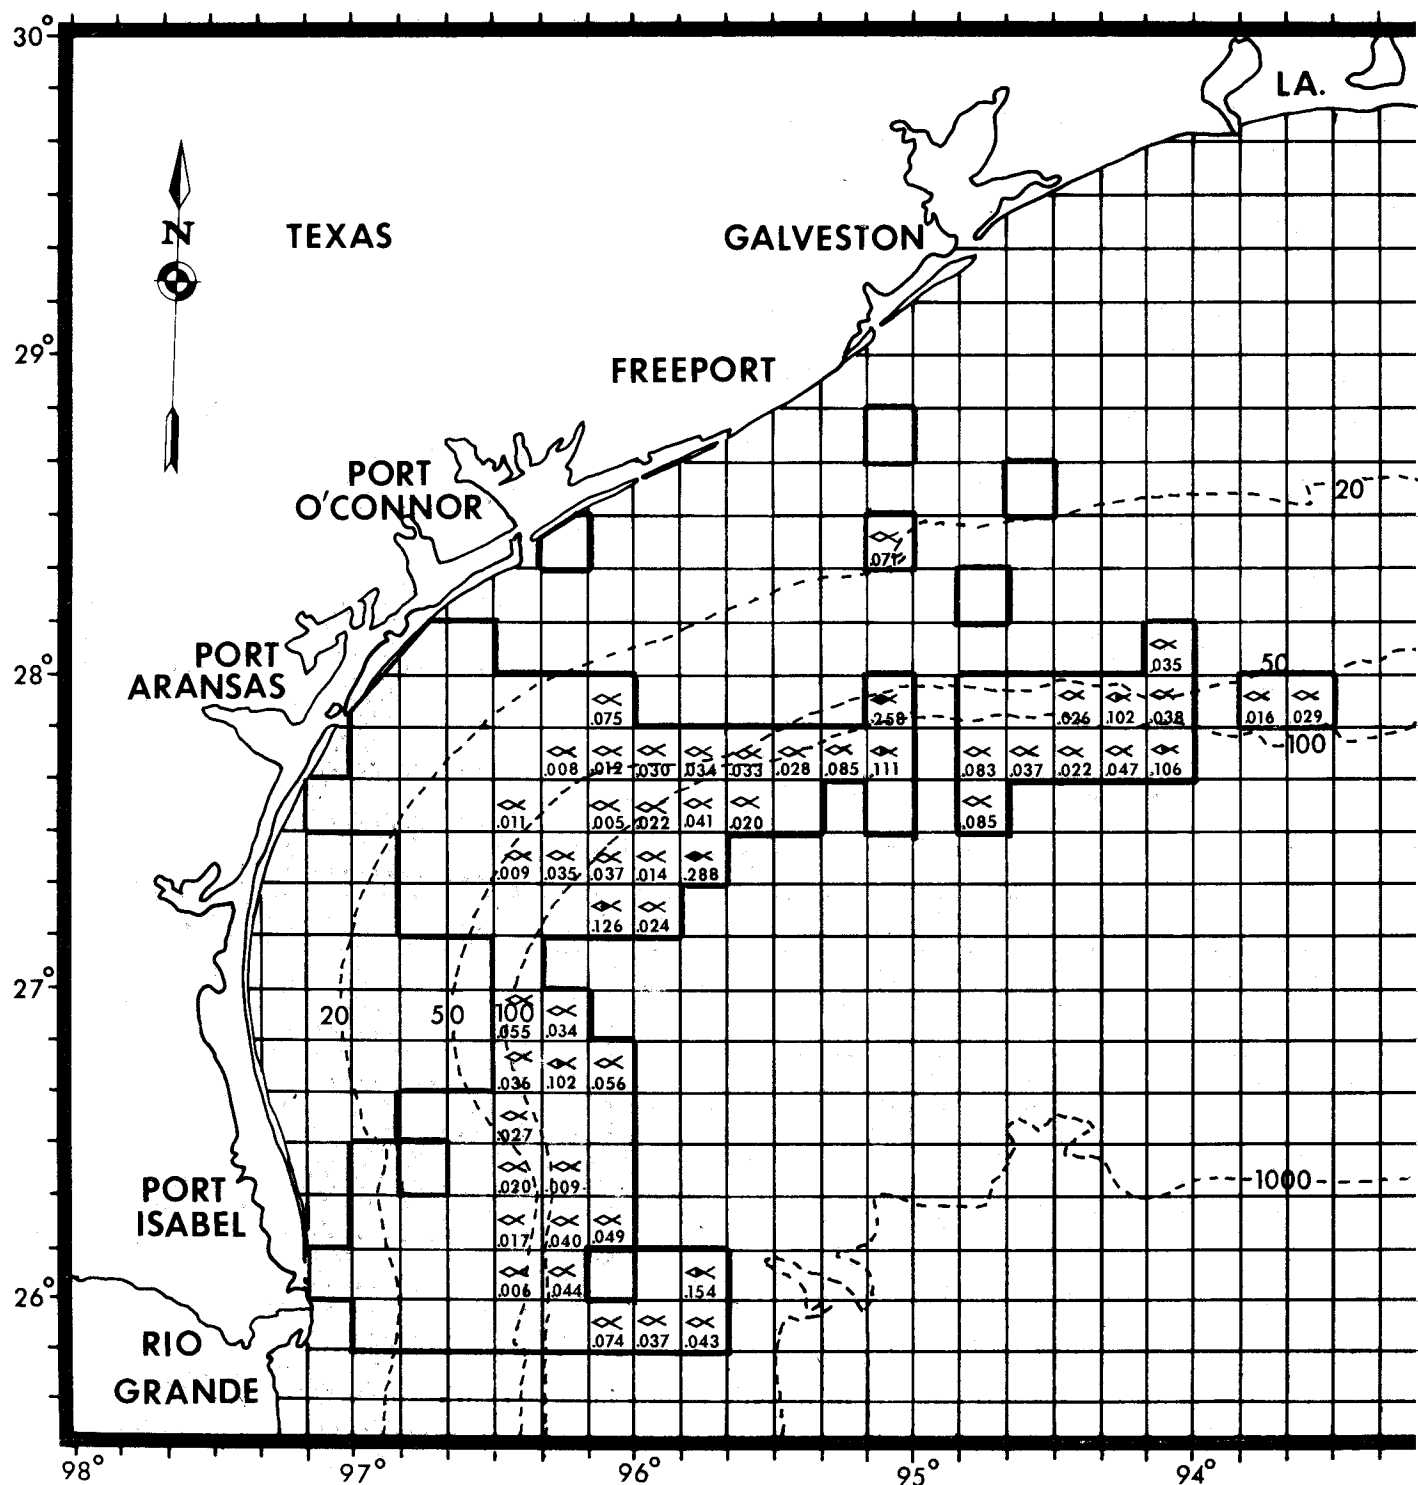 30°
LA.
N
TEXAS
GALVESTON
29°
FREEPORT
PORT
O'CONNOR
20
.071
PORT
ARANSAS
28°
.035
50
.075
.258
.026 .102 .038
.016 .029
100
.008 .012 .030 .034 .033 .028 .085 .111
.083 .037 .022 .047 .106
.011 .005 .022 .041 .020
.085
.009 .035 .037 .014 .288
.126 .024
27°
20 50 100
.055 .034
.036 .102 .056
.027
.020 .009
1000
PORT
ISABEL
.017 .040 .049
26°
.006 .044 .154
.074 .037 .043
RIO
GRANDE
98° 97° 96° 95° 94°